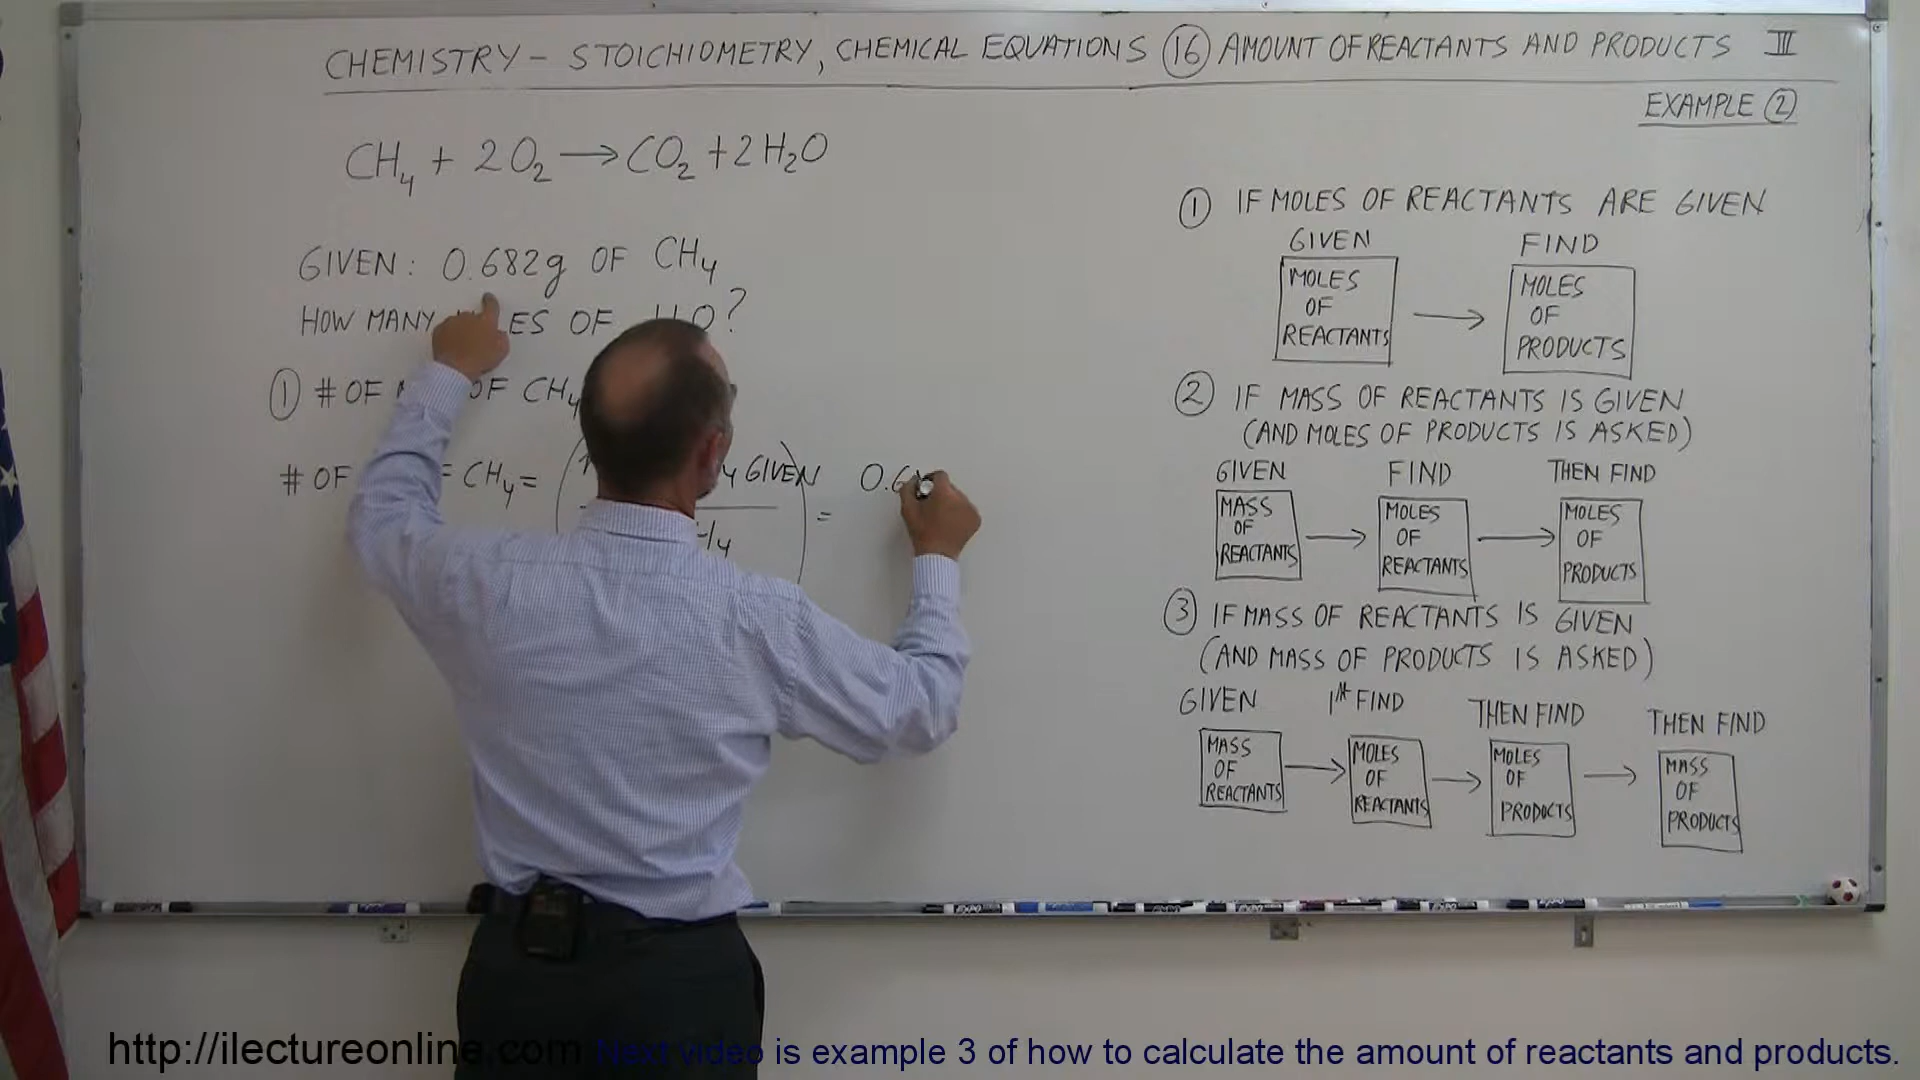 CHEMISTRY – STOICHIOMETRY, CHEMICAL EQUATIONS 16 AMOUNT OF REACTANTS AND PRODUCTS III
EXAMPLE 2
CH₄ + 2O₂ → CO₂ + 2H₂O
GIVEN: 0.682g OF CH₄
HOW MANY OF ?
① # OF OF CH₄
# OF CH₄ = GIVEN = 0.6
① IF MOLES OF REACTANTS ARE GIVEN
GIVEN FIND
MOLES OF REACTANTS → MOLES OF PRODUCTS
② IF MASS OF REACTANTS IS GIVEN
(AND MOLES OF PRODUCTS IS ASKED)
GIVEN FIND THEN FIND
MASS OF REACTANTS → MOLES OF REACTANTS → MOLES OF PRODUCTS
③ IF MASS OF REACTANTS IS GIVEN
(AND MASS OF PRODUCTS IS ASKED)
GIVEN 1st FIND THEN FIND THEN FIND
MASS OF REACTANTS → MOLES OF REACTANTS → MOLES OF PRODUCTS → MASS OF PRODUCTS
http://ilectureonline.com Next video is example 3 of how to calculate the amount of reactants and products.